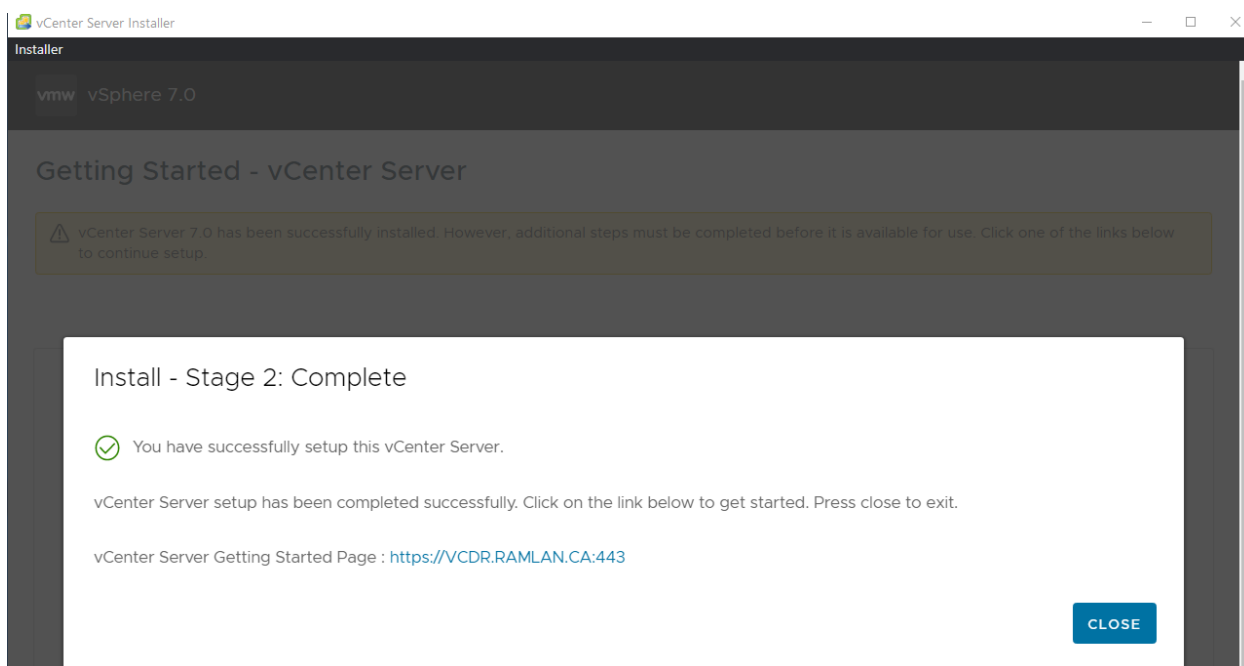 vCenter Server Installer
Installer
vmw vSphere 7.0
Getting Started - vCenter Server
vCenter Server 7.0 has been successfully installed. However, additional steps must be completed before it is available for use. Click one of the links below
to continue setup.
Install - Stage 2: Complete
You have successfully setup this vCenter Server.
vCenter Server setup has been completed successfully. Click on the link below to get started. Press close to exit.
vCenter Server Getting Started Page : https://VCDR.RAMLAN.CA:443
CLOSE